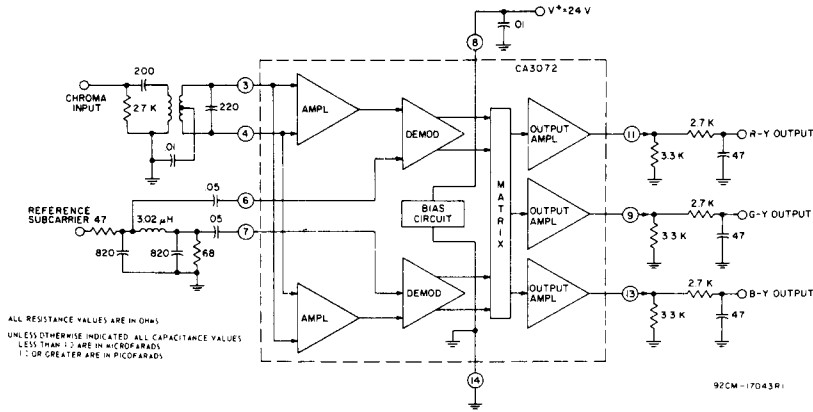 V+=24 V
.01
8
CA3072
200
CHROMA
INPUT
27 K
220
.01
3
4
AMPL
DEMOD
OUTPUT
AMPL
11
2.7 K
R-Y OUTPUT
3.3 K
47
.05
6
REFERENCE
SUBCARRIER
47
3.02 µH
.05
7
820
820
68
BIAS
CIRCUIT
MATRIX
OUTPUT
AMPL
9
2.7 K
G-Y OUTPUT
3.3 K
47
AMPL
DEMOD
OUTPUT
AMPL
13
2.7 K
B-Y OUTPUT
3.3 K
47
14
ALL RESISTANCE VALUES ARE IN OHMS
UNLESS OTHERWISE INDICATED ALL CAPACITANCE VALUES
LESS THAN 1.0 ARE IN MICROFARADS
1.0 OR GREATER ARE IN PICOFARADS
92CM-17043R1